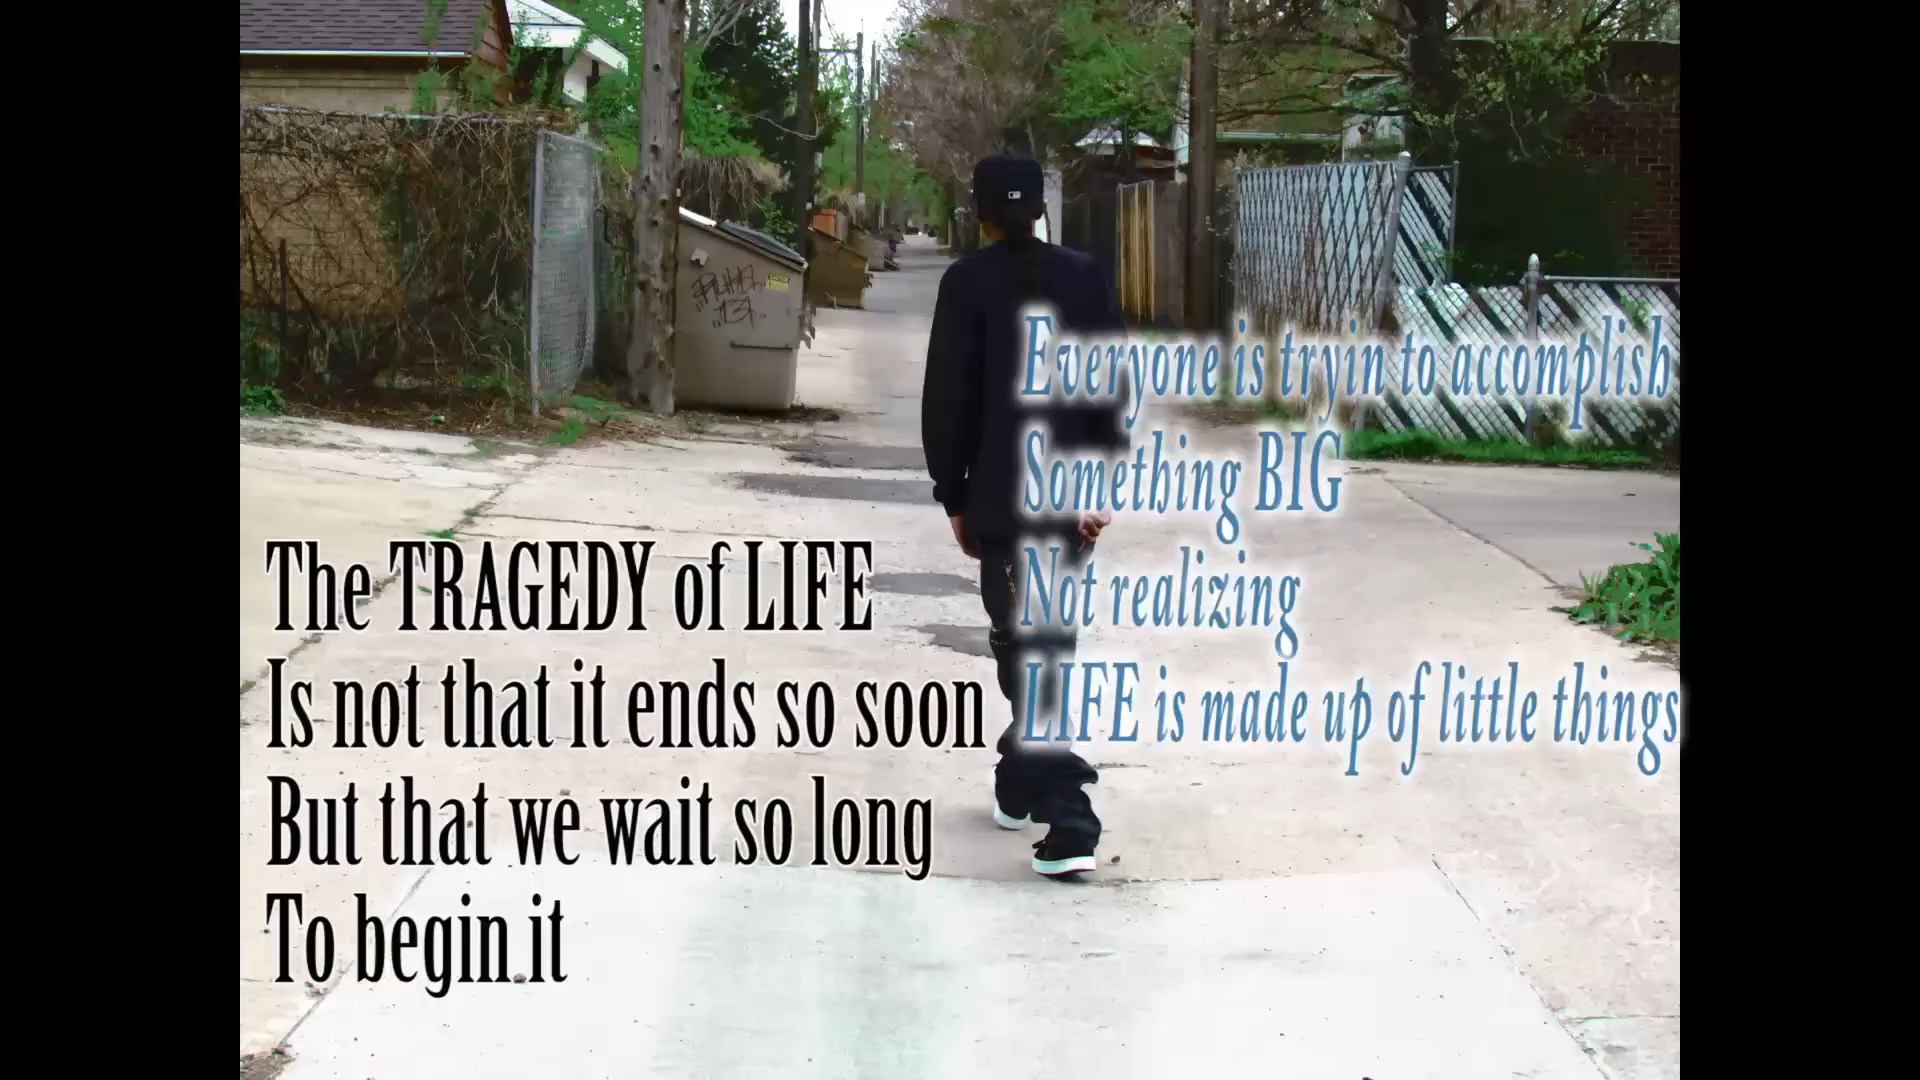 The TRAGEDY of LIFE
Is not that it ends so soon
But that we wait so long
To begin it
Everyone is tryin to accomplish
Something BIG
Not realizing
LIFE is made up of little things